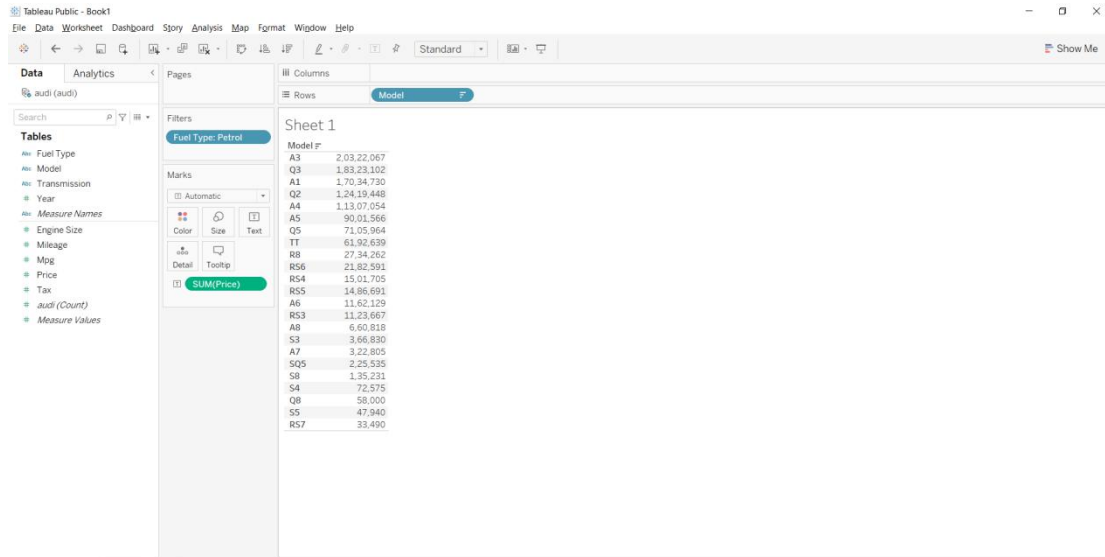 Tableau Public - Book1
File Data Worksheet Dashboard Story Analysis Map Format Window Help
Standard
Show Me
Data Analytics
audi (audi)
Search
Tables
Abc Fuel Type
Abc Model
Abc Transmission
# Year
Abc Measure Names
# Engine Size
# Mileage
# Mpg
# Price
# Tax
# audi (Count)
# Measure Values
Pages
Filters
Fuel Type: Petrol
Marks
Automatic
Color Size Text
Detail Tooltip
SUM(Price)
Columns
Rows Model
Sheet 1
Model
A3 2,03,22,067
Q3 1,83,23,102
A1 1,70,34,730
Q2 1,24,19,448
A4 1,13,07,054
A5 90,01,566
Q5 71,05,964
TT 61,92,639
R8 27,34,262
RS6 21,82,591
RS4 15,01,705
RS5 14,86,691
A6 11,62,129
RS3 11,23,667
A8 6,60,818
S3 3,66,830
A7 3,22,805
SQ5 2,25,535
S8 1,35,231
S4 72,575
Q8 58,000
S5 47,940
RS7 33,490